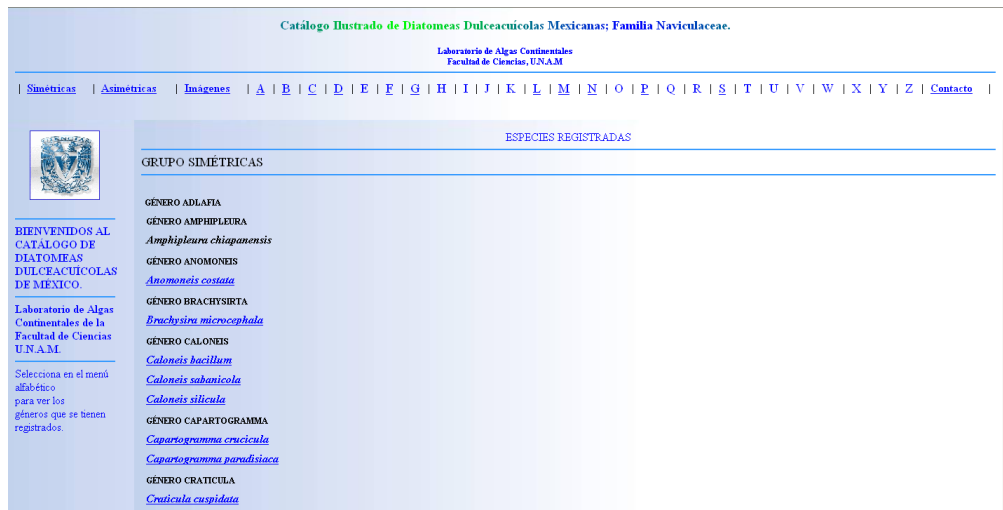 Catálogo Ilustrado de Diatomeas Dulceacuícolas Mexicanas; Familia Naviculaceae.
Laboratorio de Algas Continentales
Facultad de Ciencias, U.N.A.M
| Simétricas | Asimétricas | Imágenes | A | B | C | D | E | F | G | H | I | J | K | L | M | N | O | P | Q | R | S | T | U | V | W | X | Y | Z | Contacto |
BIENVENIDOS AL
CATÁLOGO DE
DIATOMEAS
DULCEACUÍCOLAS
DE MÉXICO.
Laboratorio de Algas
Continentales de la
Facultad de Ciencias
U.N.A.M.
Selecciona en el menú
alfabético
para ver los
géneros que se tienen
registrados.
ESPECIES REGISTRADAS
GRUPO SIMÉTRICAS
GÉNERO ADLAFIA
GÉNERO AMPHIPLEURA
Amphipleura chiapanensis
GÉNERO ANOMONEIS
Anomoneis costata
GÉNERO BRACHYSIRTA
Brachysira microcephala
GÉNERO CALONEIS
Caloneis bacillum
Caloneis sabanicola
Caloneis silicula
GÉNERO CAPARTOGRAMMA
Capartogramma crucicula
Capartogramma paradisiaca
GÉNERO CRATICULA
Craticula cuspidata